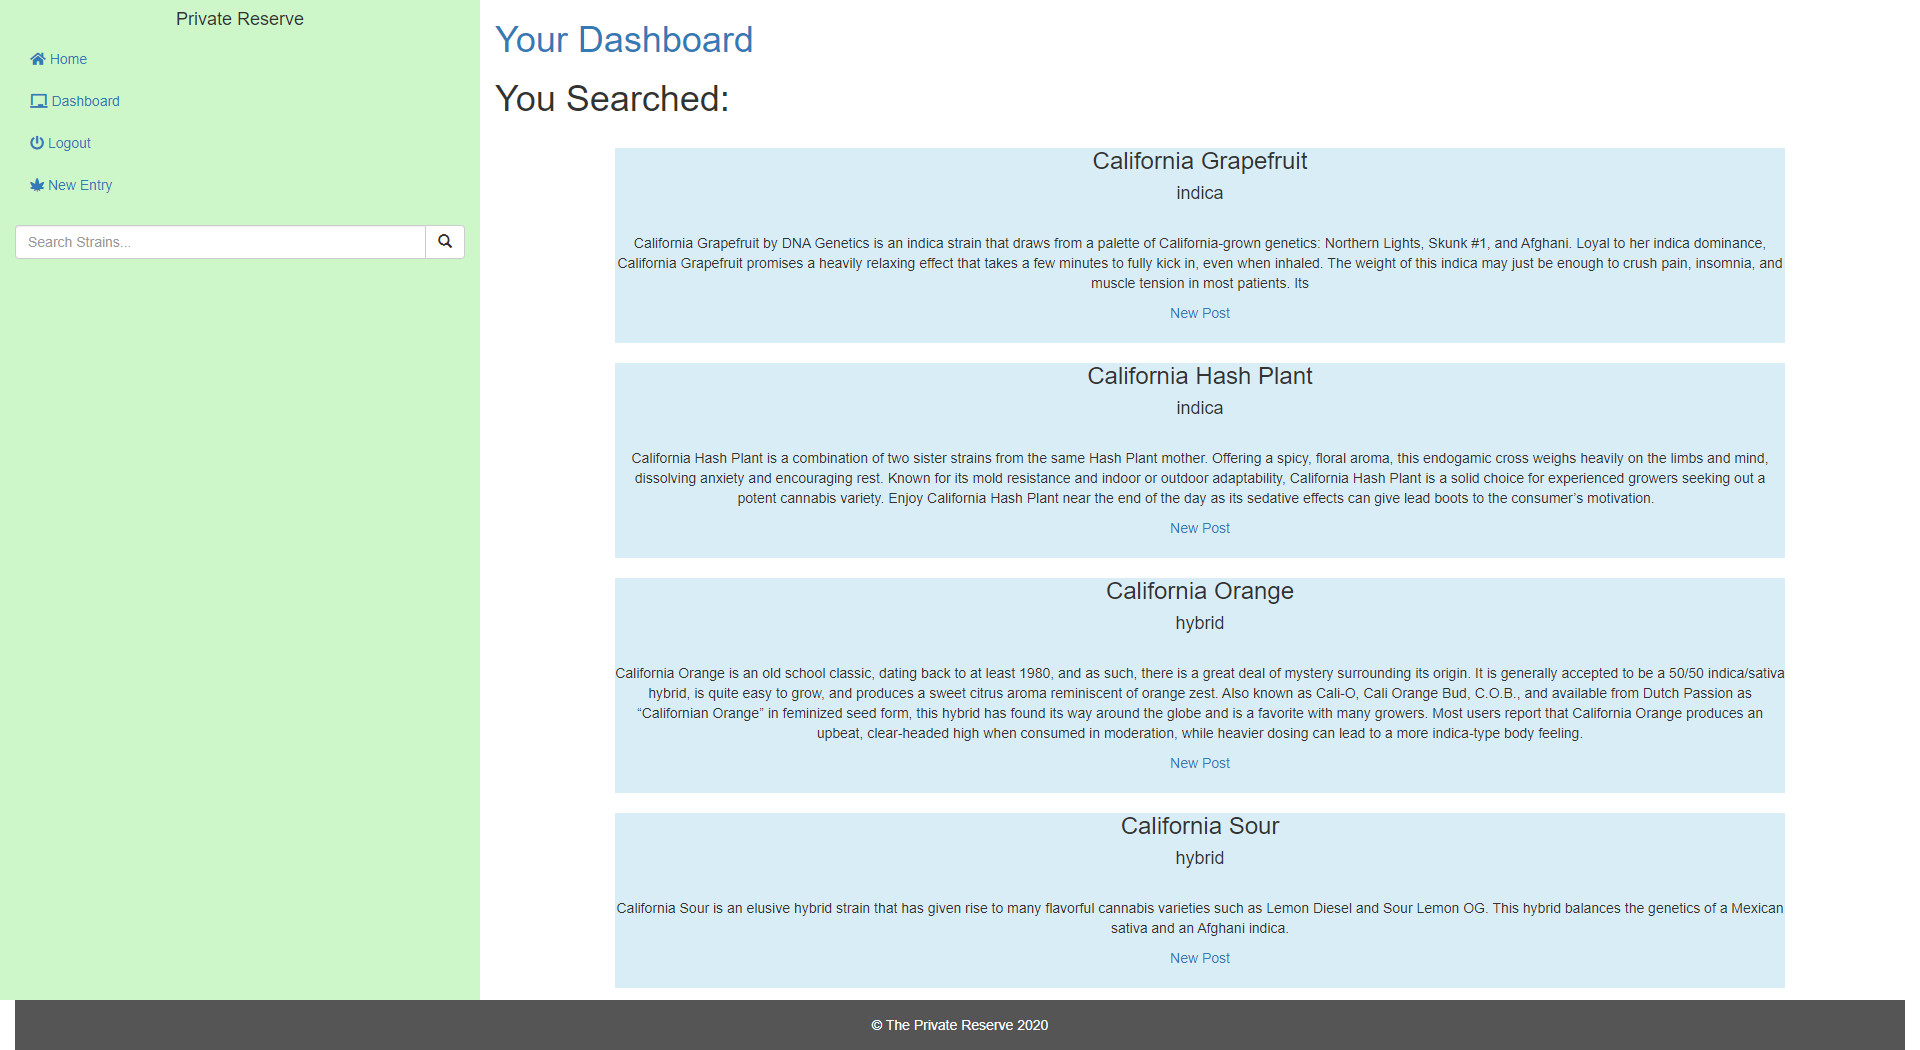 Private Reserve
Home
Dashboard
Logout
New Entry
Search Strains...
Your Dashboard
You Searched:
California Grapefruit
indica
California Grapefruit by DNA Genetics is an indica strain that draws from a palette of California-grown genetics: Northern Lights, Skunk #1, and Afghani. Loyal to her indica dominance,
California Grapefruit promises a heavily relaxing effect that takes a few minutes to fully kick in, even when inhaled. The weight of this indica may just be enough to crush pain, insomnia, and
muscle tension in most patients. Its
New Post
California Hash Plant
indica
California Hash Plant is a combination of two sister strains from the same Hash Plant mother. Offering a spicy, floral aroma, this endogamic cross weighs heavily on the limbs and mind,
dissolving anxiety and encouraging rest. Known for its mold resistance and indoor or outdoor adaptability, California Hash Plant is a solid choice for experienced growers seeking out a
potent cannabis variety. Enjoy California Hash Plant near the end of the day as its sedative effects can give lead boots to the consumer’s motivation.
New Post
California Orange
hybrid
California Orange is an old school classic, dating back to at least 1980, and as such, there is a great deal of mystery surrounding its origin. It is generally accepted to be a 50/50 indica/sativa
hybrid, is quite easy to grow, and produces a sweet citrus aroma reminiscent of orange zest. Also known as Cali-O, Cali Orange Bud, C.O.B., and available from Dutch Passion as
“Californian Orange” in feminized seed form, this hybrid has found its way around the globe and is a favorite with many growers. Most users report that California Orange produces an
upbeat, clear-headed high when consumed in moderation, while heavier dosing can lead to a more indica-type body feeling.
New Post
California Sour
hybrid
California Sour is an elusive hybrid strain that has given rise to many flavorful cannabis varieties such as Lemon Diesel and Sour Lemon OG. This hybrid balances the genetics of a Mexican
sativa and an Afghani indica.
New Post
© The Private Reserve 2020